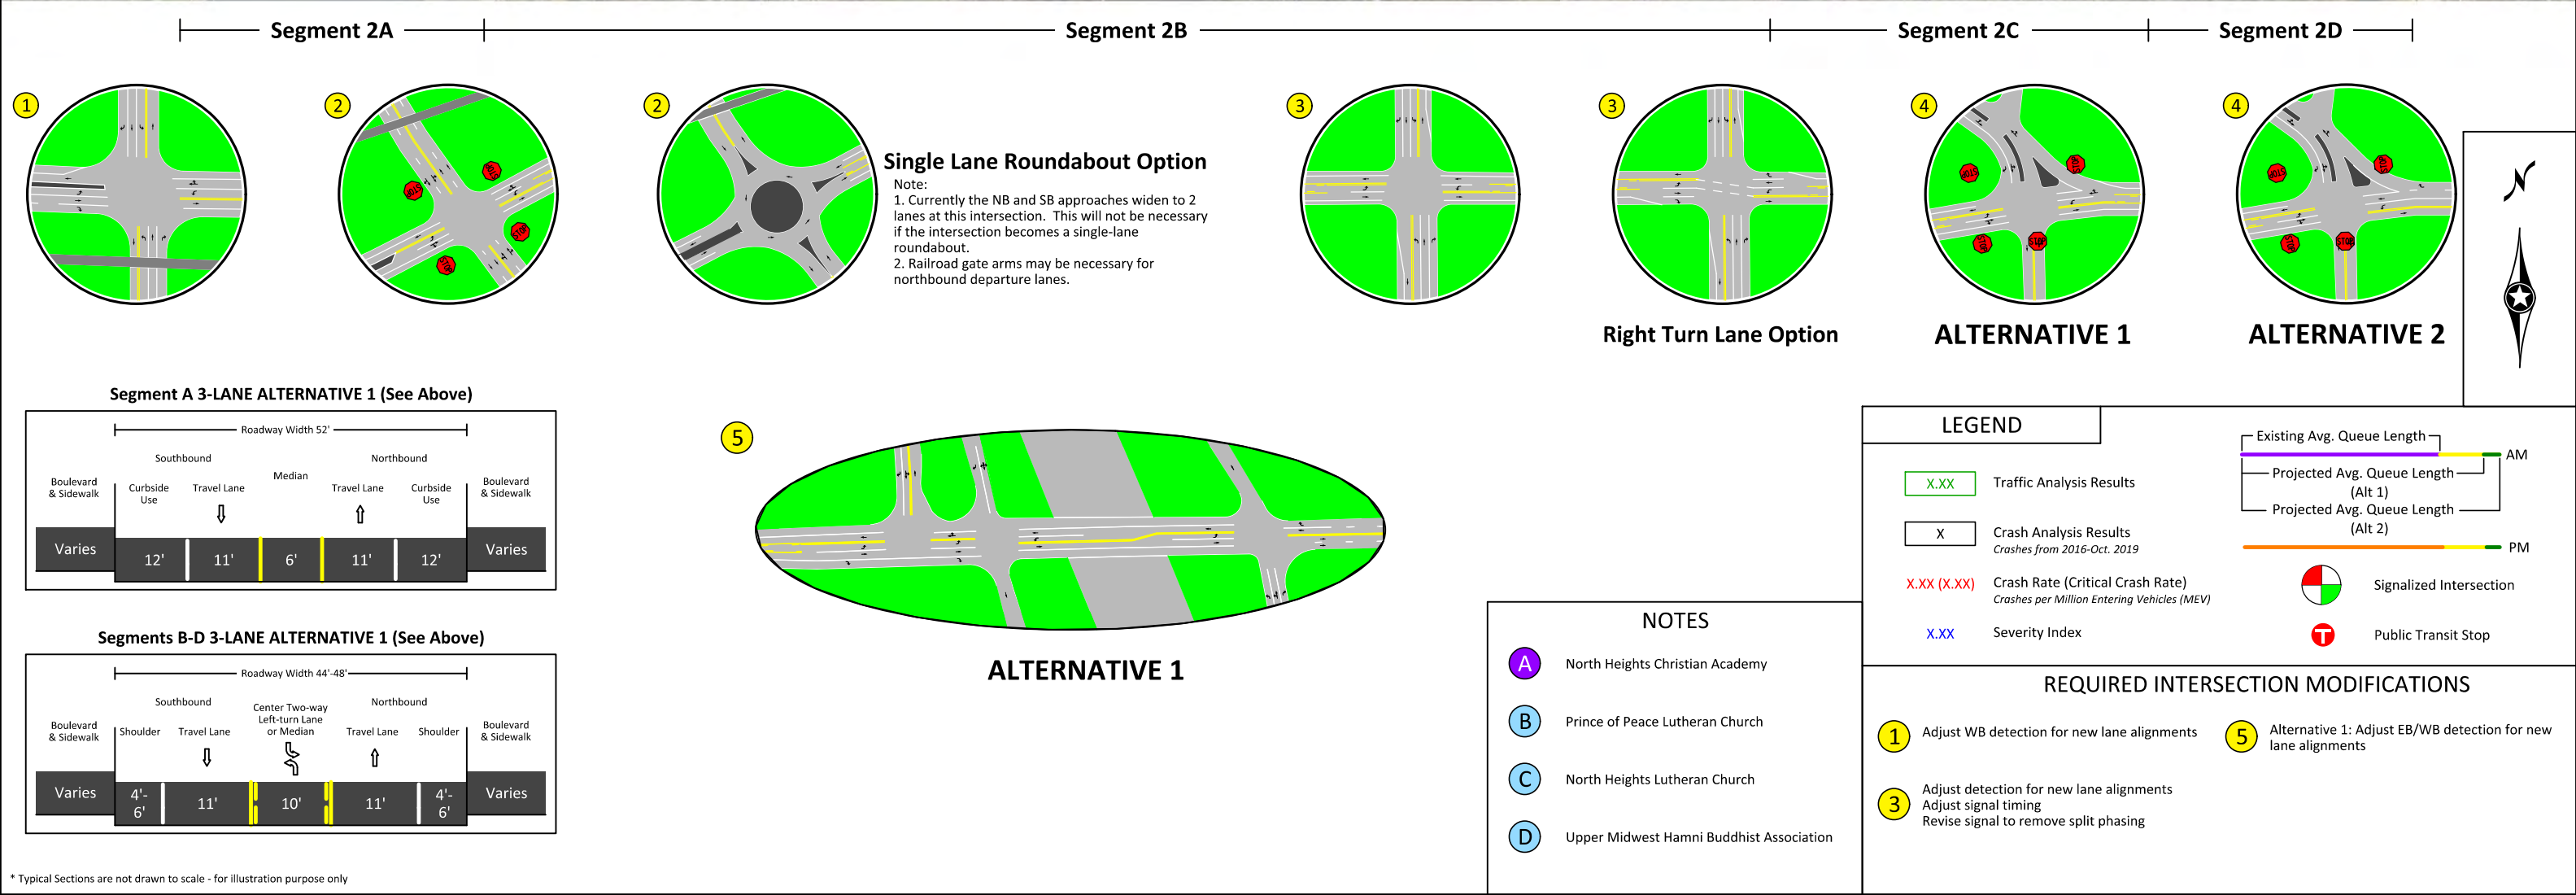 Segment 2A
Segment 2B
Segment 2C
Segment 2D
1
2
2
3
3
4
4
STOP
STOP
STOP
STOP
STOP
STOP
STOP
STOP
STOP
STOP
STOP
STOP
Single Lane Roundabout Option
Note:
1. Currently the NB and SB approaches widen to 2
lanes at this intersection. This will not be necessary
if the intersection becomes a single-lane
roundabout.
2. Railroad gate arms may be necessary for
northbound departure lanes.
Right Turn Lane Option
ALTERNATIVE 1
ALTERNATIVE 2
N
Segment A 3-LANE ALTERNATIVE 1 (See Above)
Roadway Width 52'
Southbound
Northbound
Boulevard
& Sidewalk
Curbside
Use
Travel Lane
Median
Travel Lane
Curbside
Use
Boulevard
& Sidewalk
Varies
12'
11'
6'
11'
12'
Varies
Segments B-D 3-LANE ALTERNATIVE 1 (See Above)
Roadway Width 44'-48'
Southbound
Northbound
Boulevard
& Sidewalk
Shoulder
Travel Lane
Center Two-way
Left-turn Lane
or Median
Travel Lane
Shoulder
Boulevard
& Sidewalk
Varies
4'-
6'
11'
10'
11'
4'-
6'
Varies
* Typical Sections are not drawn to scale - for illustration purpose only
5
ALTERNATIVE 1
NOTES
A
North Heights Christian Academy
B
Prince of Peace Lutheran Church
C
North Heights Lutheran Church
D
Upper Midwest Hamni Buddhist Association
LEGEND
X.XX
Traffic Analysis Results
X
Crash Analysis Results
Crashes from 2016-Oct. 2019
X.XX (X.XX)
Crash Rate (Critical Crash Rate)
Crashes per Million Entering Vehicles (MEV)
X.XX
Severity Index
Existing Avg. Queue Length
AM
Projected Avg. Queue Length
(Alt 1)
Projected Avg. Queue Length
(Alt 2)
PM
Signalized Intersection
T
Public Transit Stop
REQUIRED INTERSECTION MODIFICATIONS
1
Adjust WB detection for new lane alignments
3
Adjust detection for new lane alignments
Adjust signal timing
Revise signal to remove split phasing
5
Alternative 1: Adjust EB/WB detection for new
lane alignments